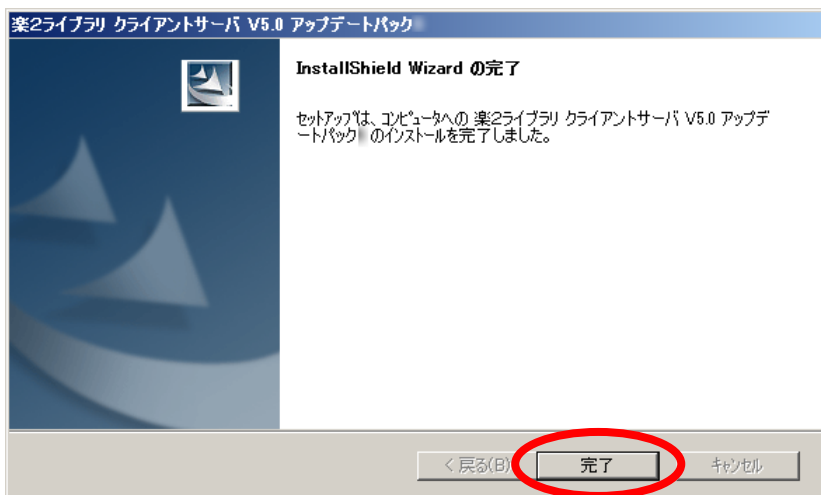 楽2ライブラリ クライアントサーバ V5.0 アップデートパック
InstallShield Wizard の完了
セットアップは、コンピュータへの 楽2ライブラリ クライアントサーバ V5.0 アップデ
ートパック のインストールを完了しました。
< 戻る(B)
完了
キャンセル